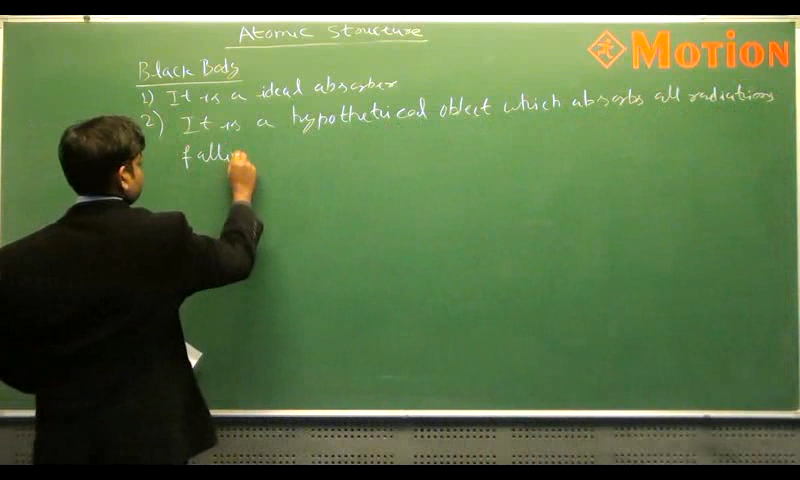 Atomic Structure
MOTION
Black Body
1) It is a ideal absorber
2) It is a hypothetical object which absorbs all radiations
falli